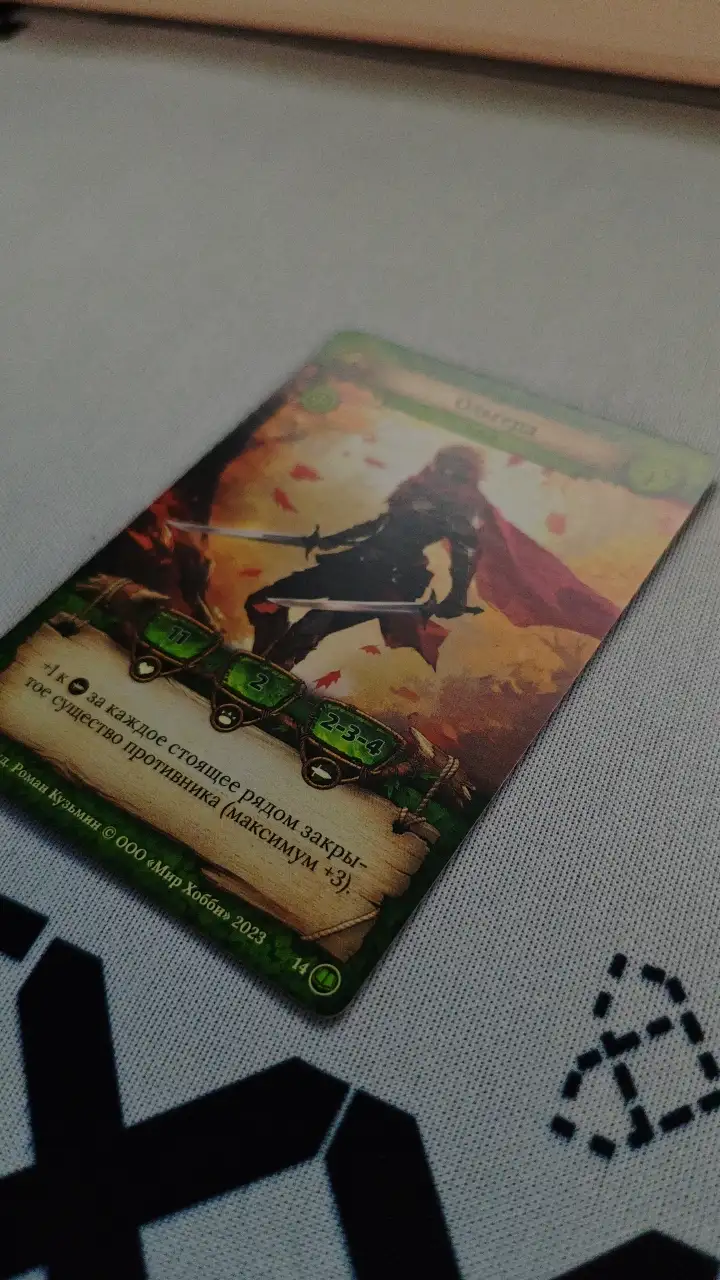 11
2
2-3-4
+1 к за каждое стоящее рядом закры-
тое существо противника (максимум +3).
д. Роман Кузьмин © ООО «Мир Хобби» 2023
14